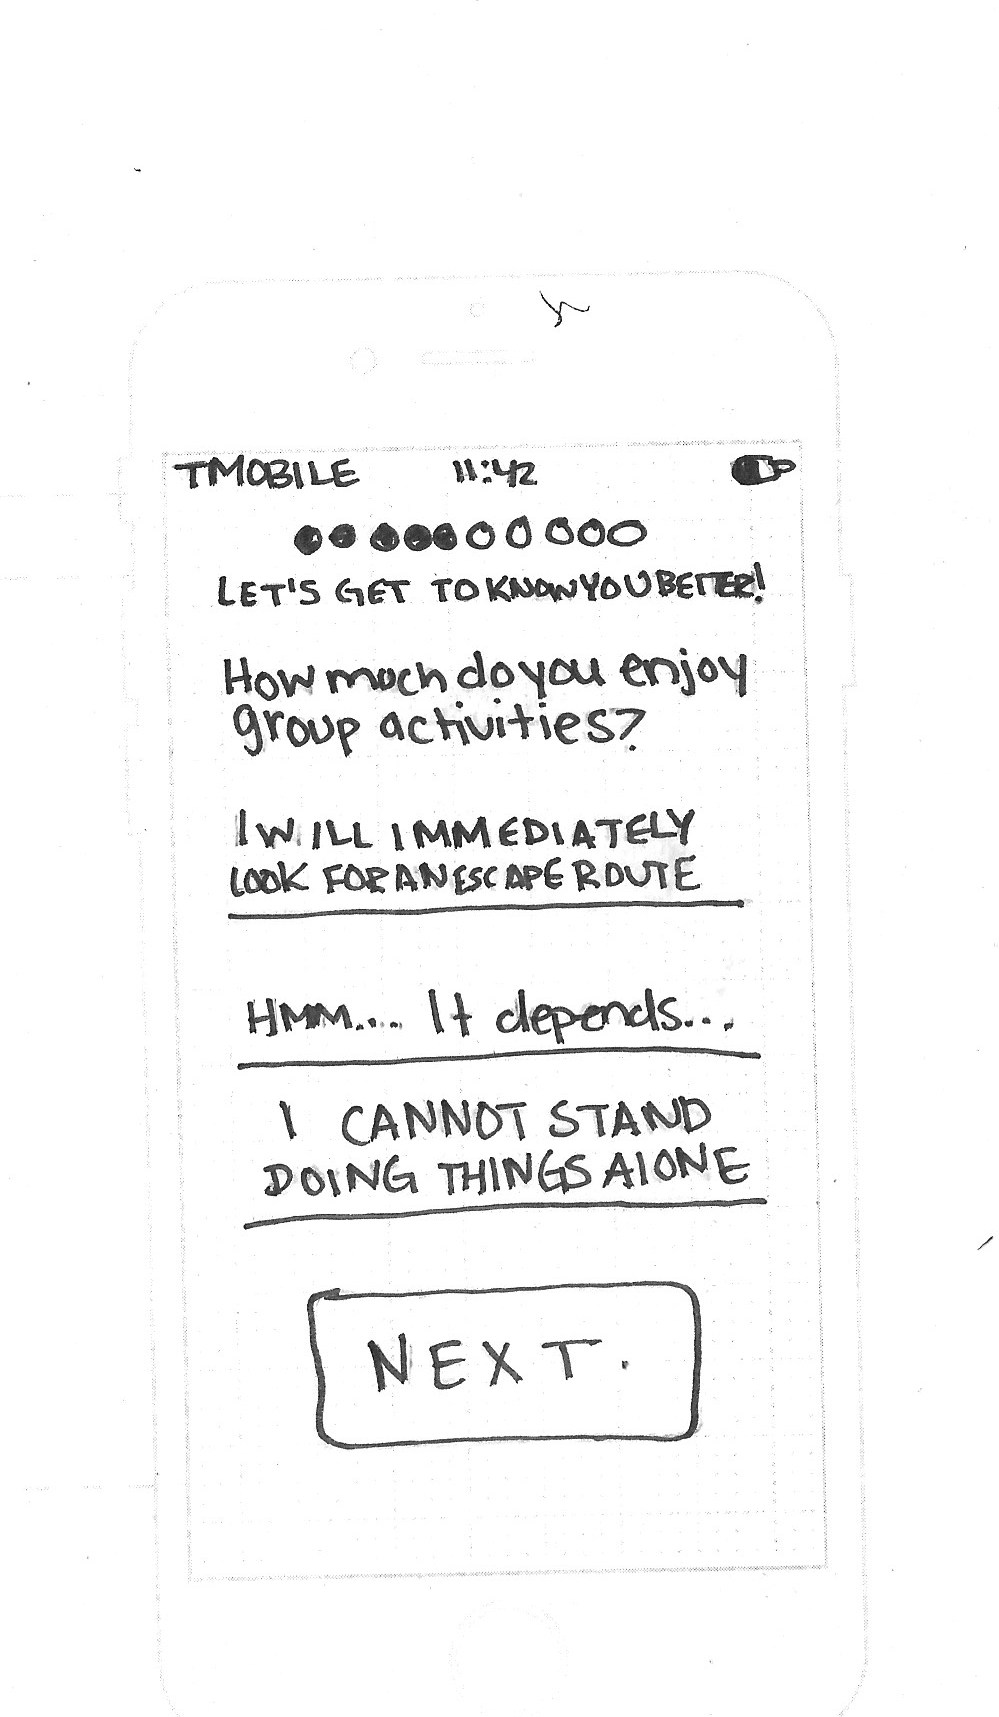 TMOBILE 11:42
LET'S GET TO KNOW YOU BETTER!
How much do you enjoy
group activities?
I WILL IMMEDIATELY
LOOK FOR AN ESCAPE ROUTE
HMM.... It depends...
I CANNOT STAND
DOING THINGS AlONE
NEXT.